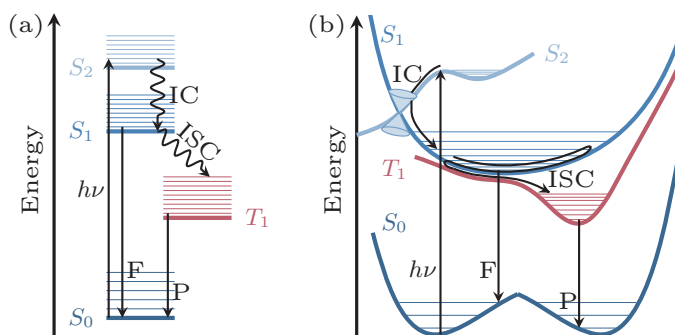 (a)
Energy
S₂
IC
S₁
ISC
hν
T₁
F
P
S₀
(b)
Energy
S₁
IC
S₂
T₁
ISC
S₀
hν
F
P